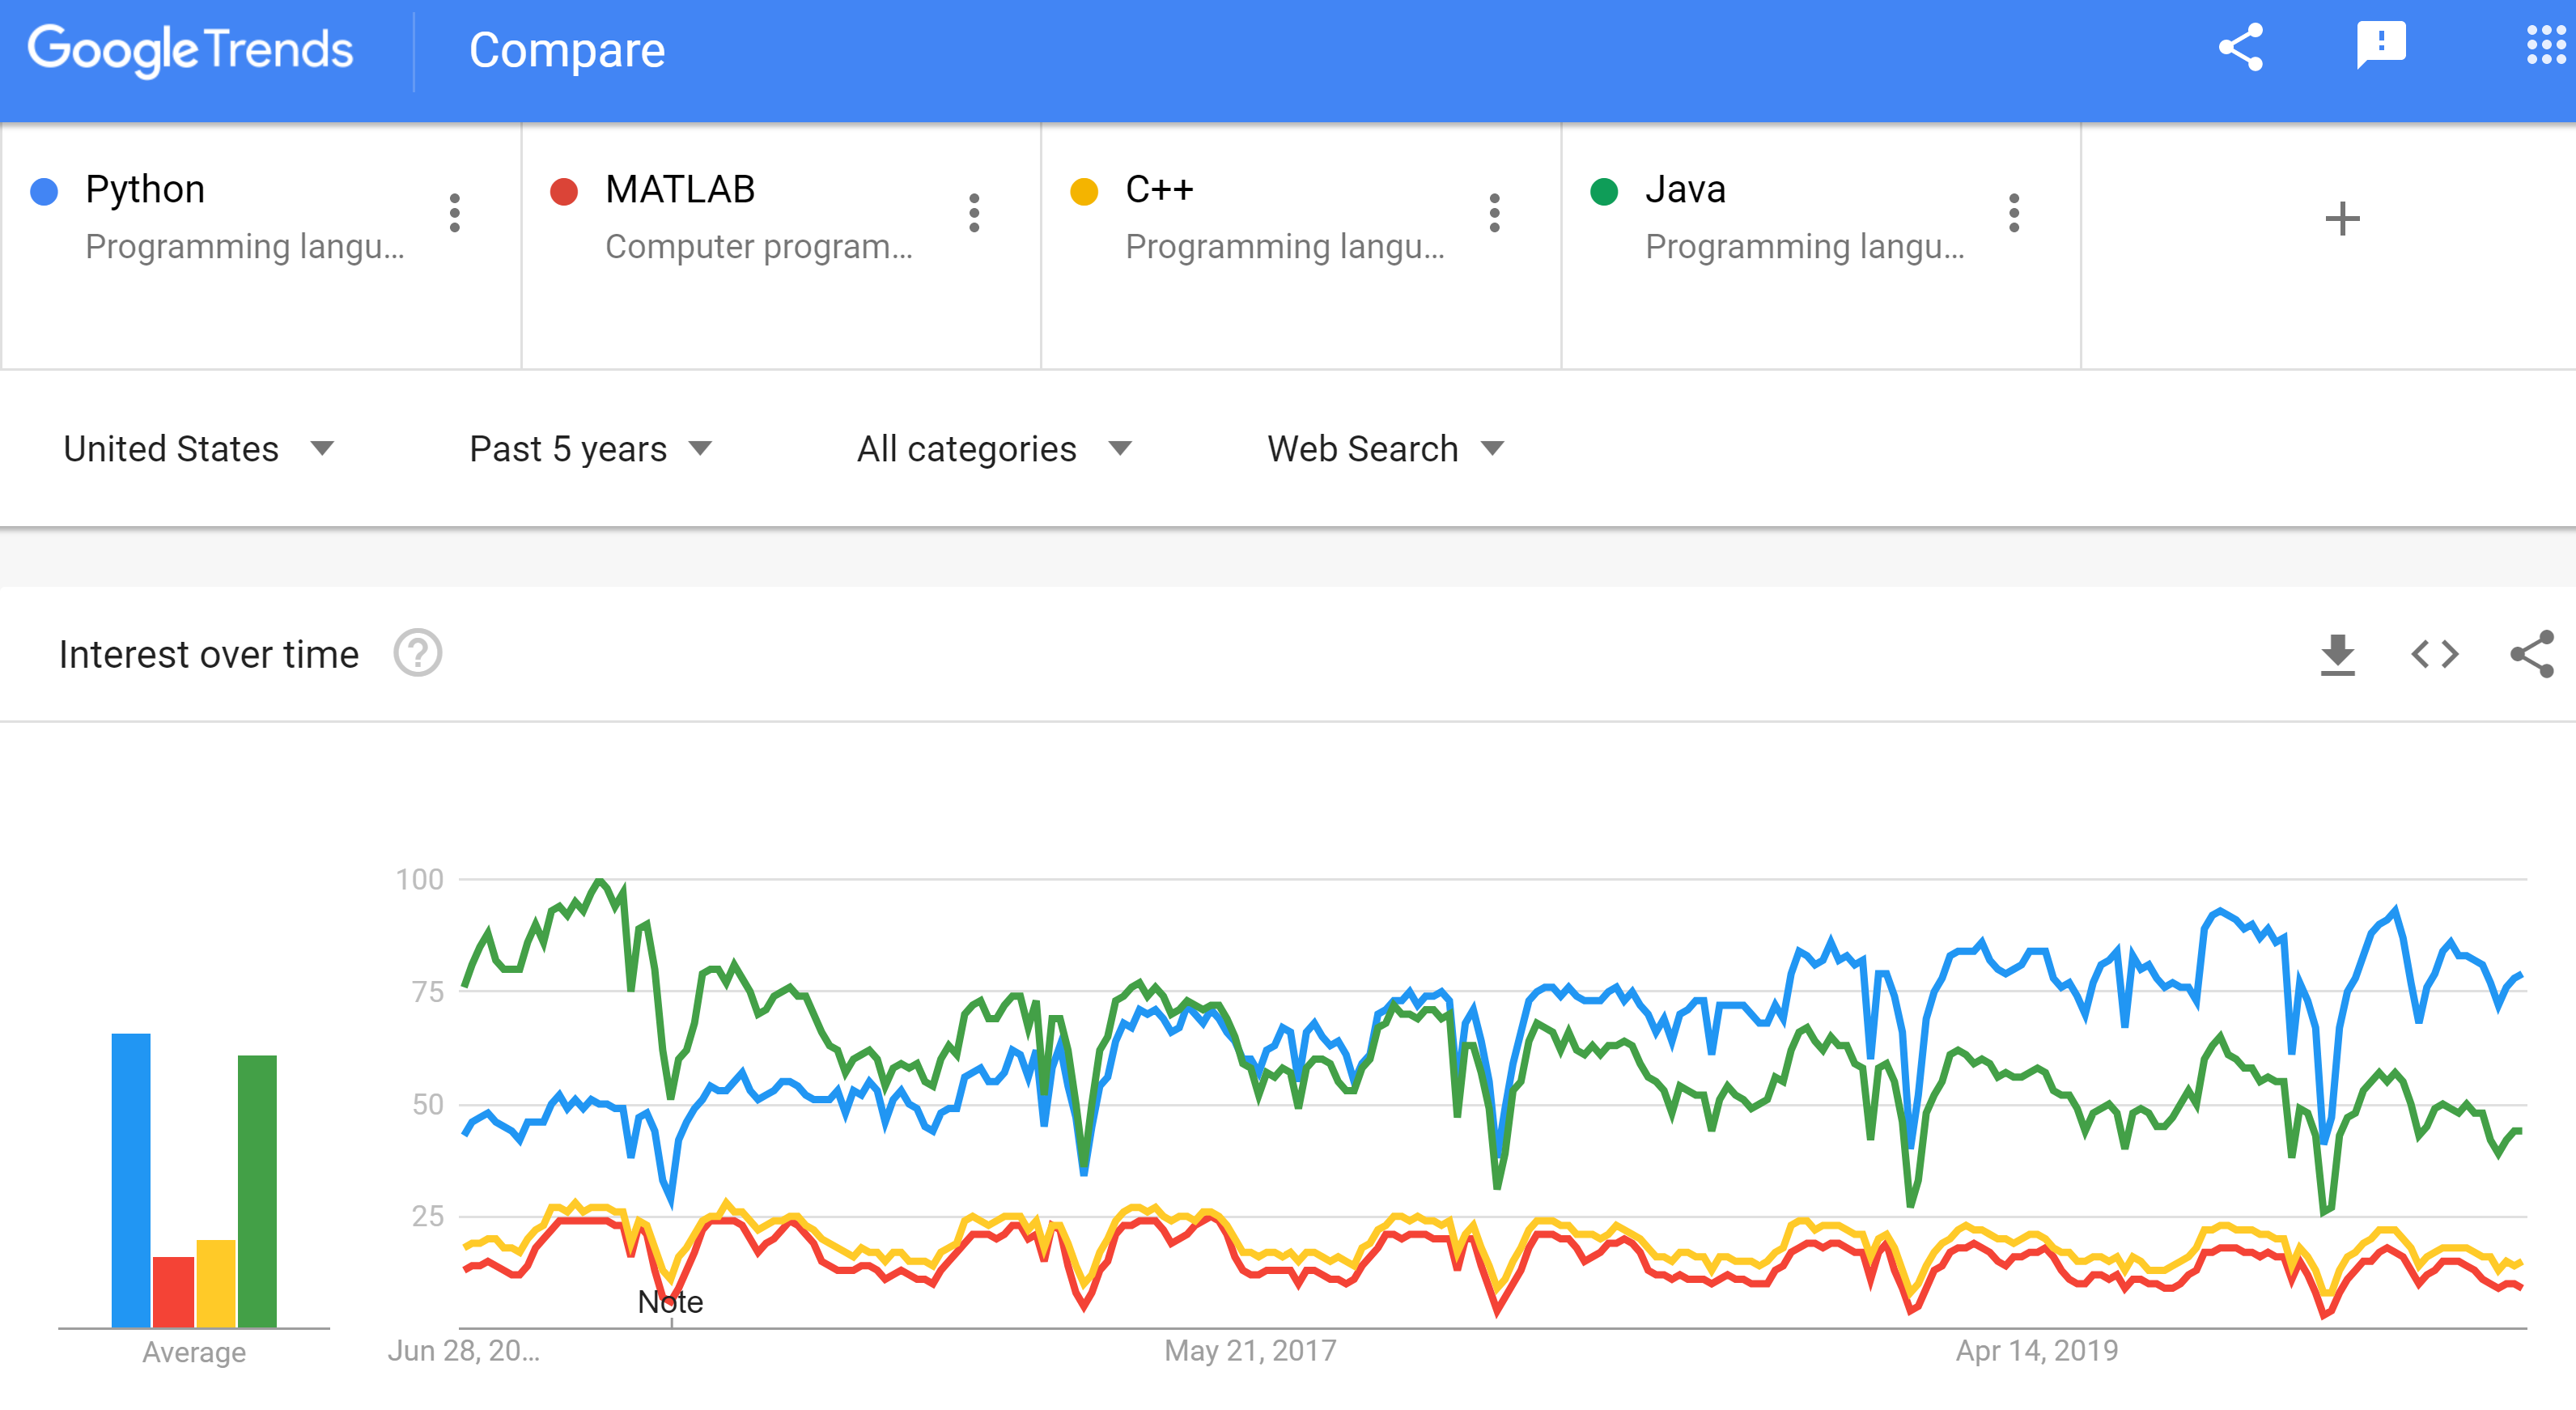 Google Trends
Compare
Python
Programming langu...
MATLAB
Computer program...
C++
Programming langu...
Java
Programming langu...
+
United States
Past 5 years
All categories
Web Search
Interest over time
?
100
75
50
25
Note
Average
Jun 28, 20...
May 21, 2017
Apr 14, 2019